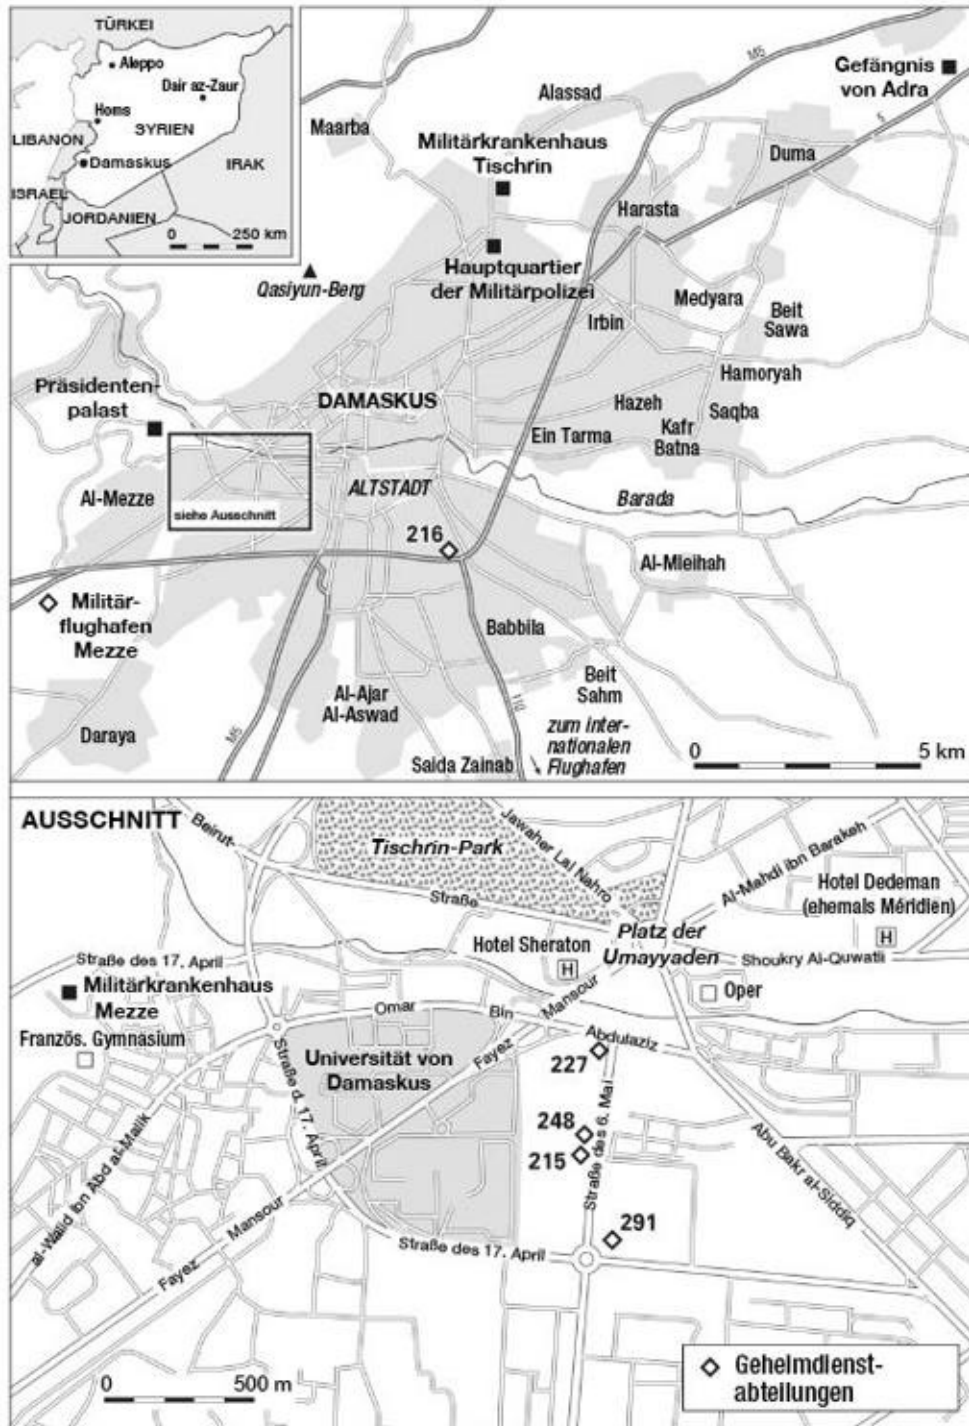 TÜRKEI
Aleppo
Dair az-Zaur
Homs
SYRIEN
LIBANON
Damaskus
IRAK
ISRAEL
JORDANIEN
0 250 km
M5
Gefängnis
von Adra
Alassad
Maarba
Militärkrankenhaus
Tischrin
Duma
Harasta
Qasiyun-Berg
Hauptquartier
der Militärpolizei
Medyara
Irbin
Beit
Sawa
Präsidenten-
palast
Hamoryah
DAMASKUS
Hazeh
Saqba
Kafr
Batna
Ein Tarma
Al-Mezze
siehe Ausschnitt
ALTSTADT
Barada
216
Al-Mleihah
Militär-
flughafen
Mezze
Babbila
Beit
Sahm
Al-Ajar
Al-Aswad
Daraya
M5
zum inter-
nationalen
Flughafen
Saida Zainab
0 5 km
AUSSCHNITT
Beirut-
Straße
Tischrin-Park
Jawaher Lal Nahro
Al-Mahdi ibn Barakeh
Hotel Dedeman
(ehemals Méridien)
H
Platz der
Umayyaden
Hotel Sheraton
H
Shoukry Al-Quwatli
Straße des 17. April
Militärkrankenhaus
Mezze
Oper
Französ. Gymnasium
Omar Bin Abdulaziz
Fayez Mansour
Universität von
Damaskus
Straße d. 17. April
227
248
215
Straße des 6. Mai
Abu Bakr al-Siddiq
al-Walid Ibn Abd al-Malik
291
Fayez Mansour
Straße des 17. April
0 500 m
Geheimdienst-
abteilungen